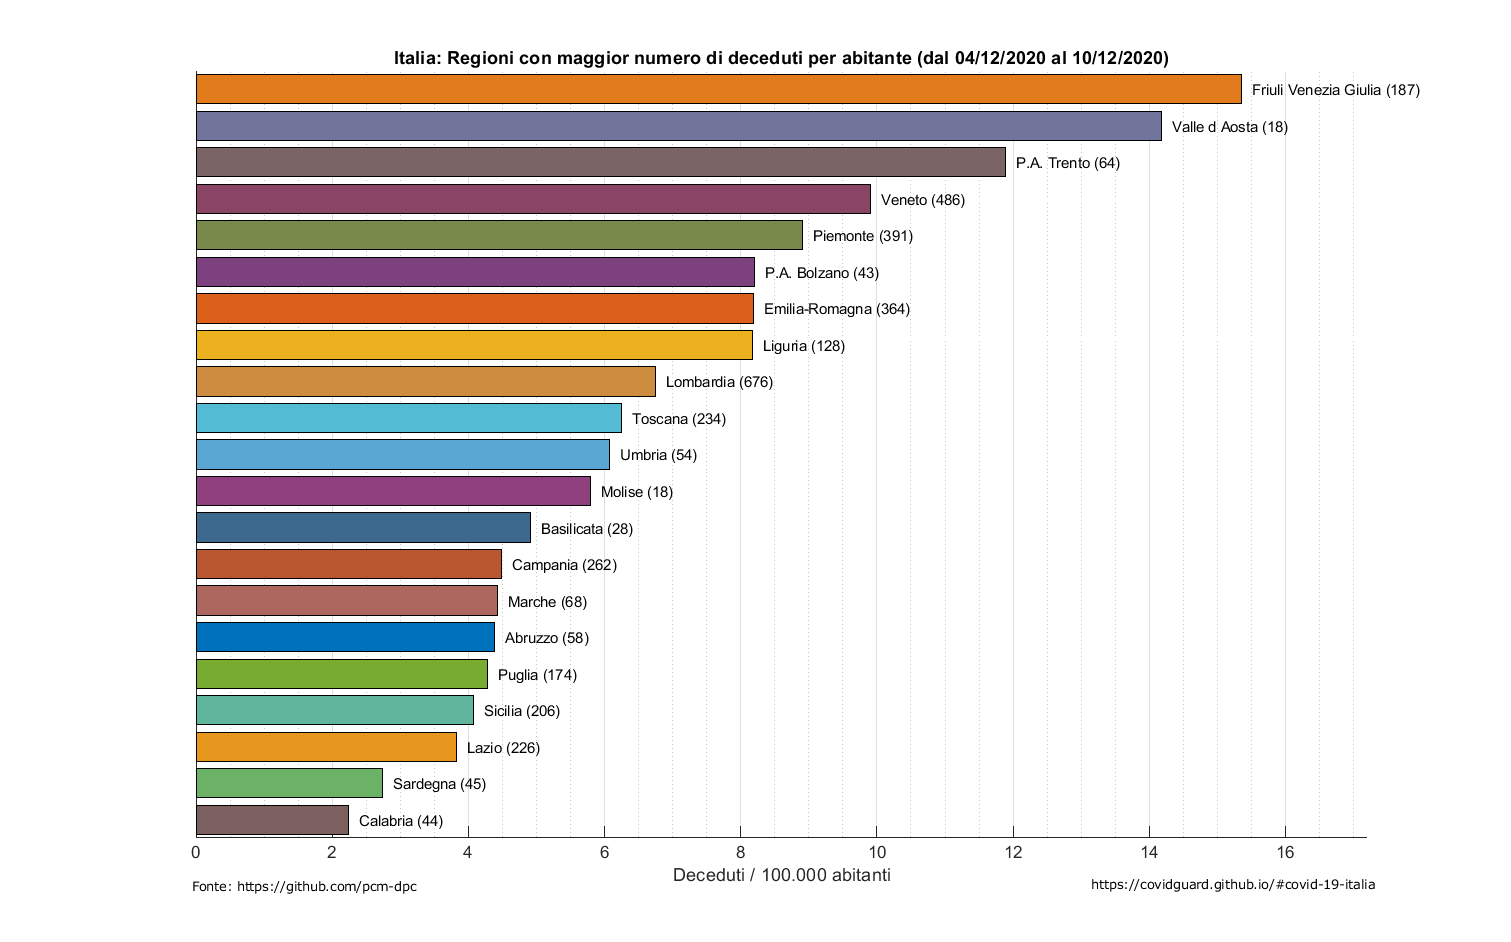 Italia: Regioni con maggior numero di deceduti per abitante (dal 04/12/2020 al 10/12/2020)
Friuli Venezia Giulia (187)
Valle d Aosta (18)
P.A. Trento (64)
Veneto (486)
Piemonte (391)
P.A. Bolzano (43)
Emilia-Romagna (364)
Liguria (128)
Lombardia (676)
Toscana (234)
Umbria (54)
Molise (18)
Basilicata (28)
Campania (262)
Marche (68)
Abruzzo (58)
Puglia (174)
Sicilia (206)
Lazio (226)
Sardegna (45)
Calabria (44)
0 2 4 6 8 10 12 14 16
Deceduti / 100.000 abitanti
Fonte: https://github.com/pcm-dpc
https://covidguard.github.io/#covid-19-italia